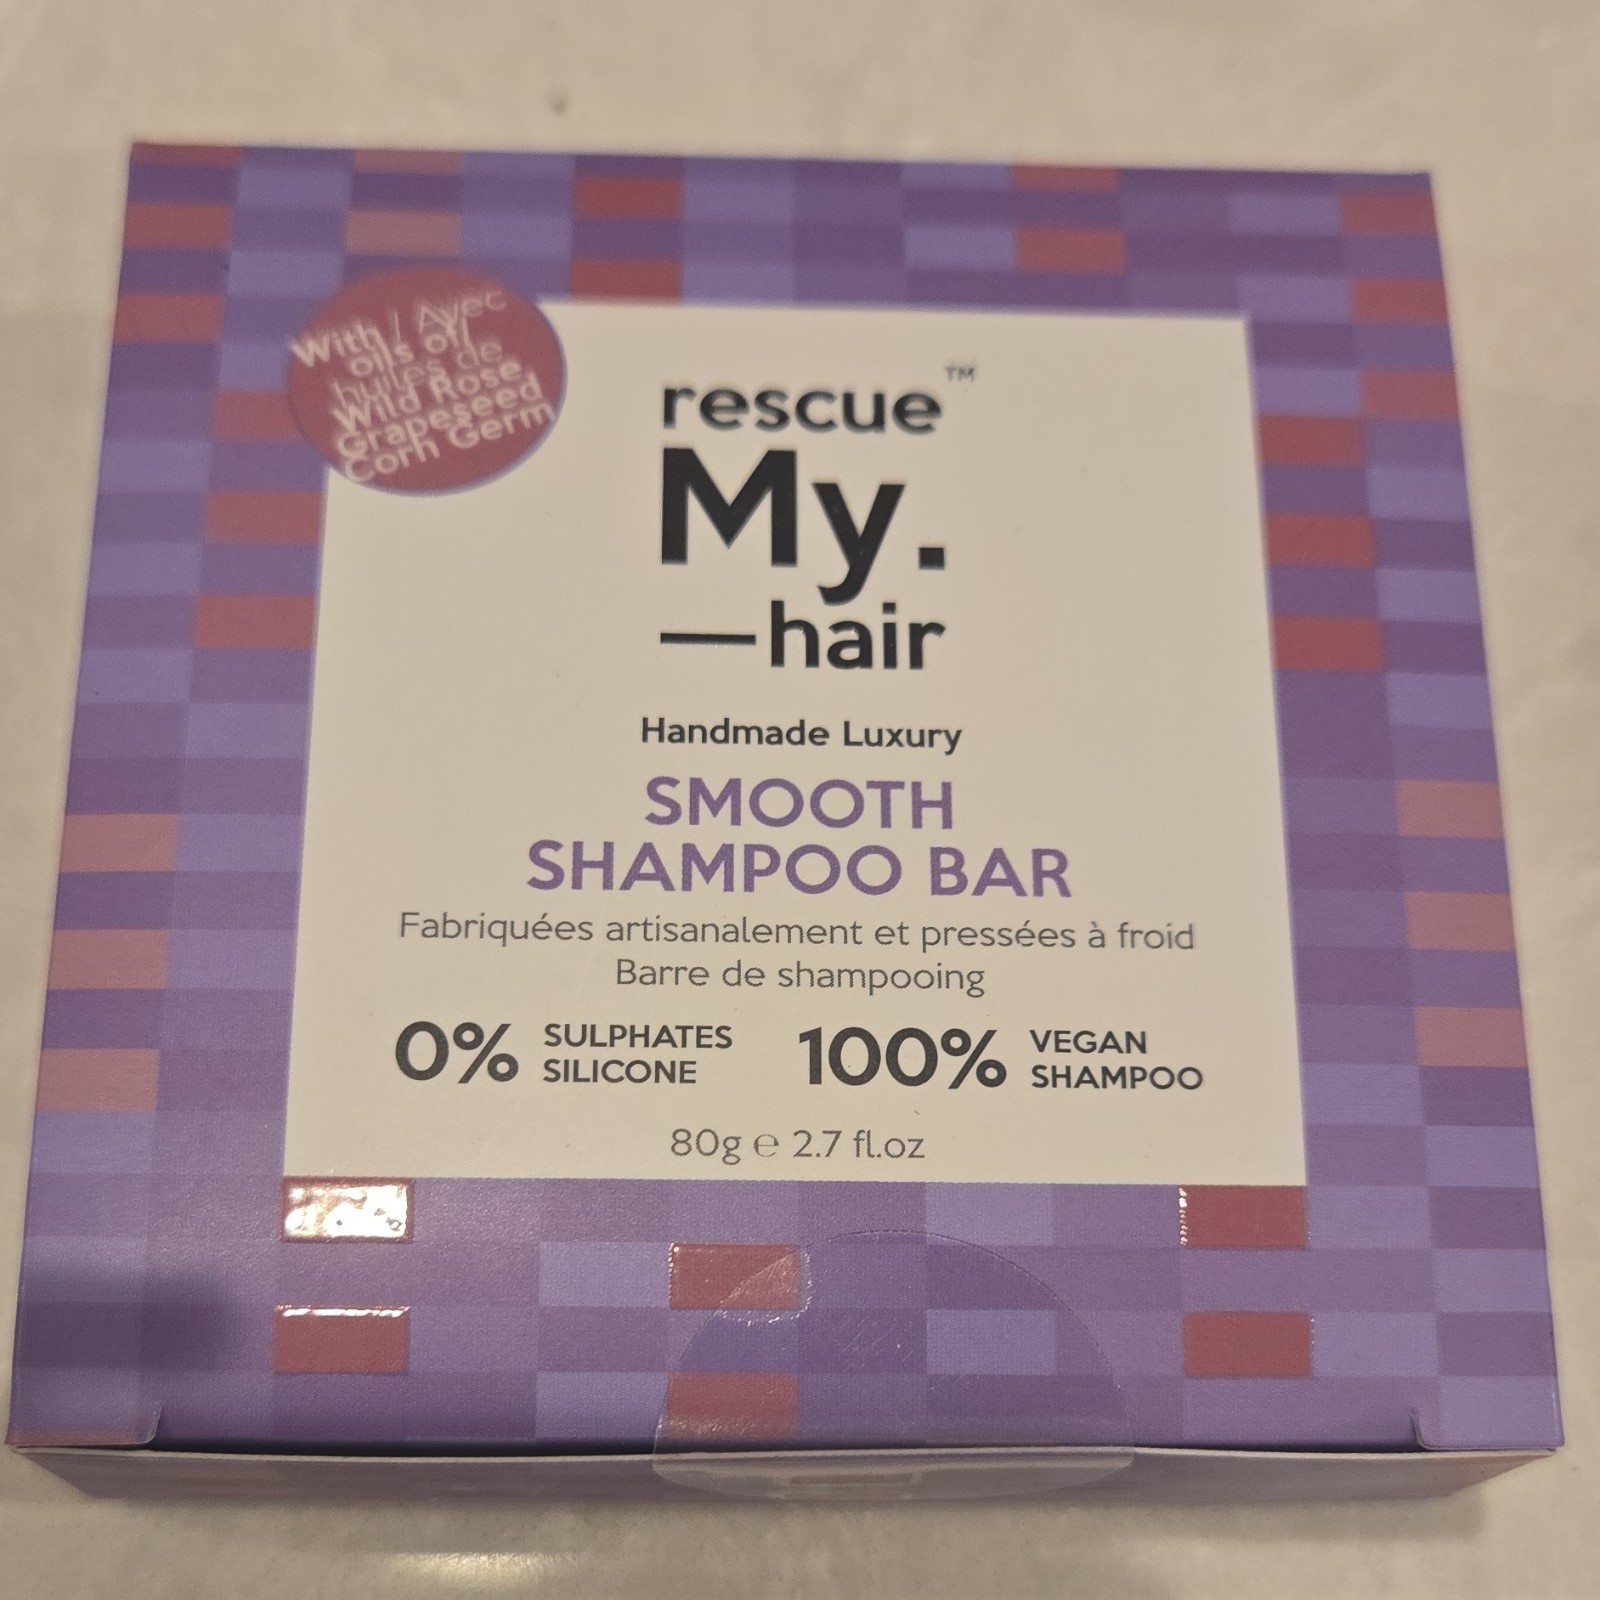 With / Avec
oils of/
huiles de
Wild Rose,
Grapeseed
Corn Germ
rescue™
My.
—hair
Handmade Luxury
SMOOTH
SHAMPOO BAR
Fabriquées artisanalement et pressées à froid
Barre de shampooing
0% SULPHATES
SILICONE
100% VEGAN
SHAMPOO
80g ℮ 2.7 fl.oz